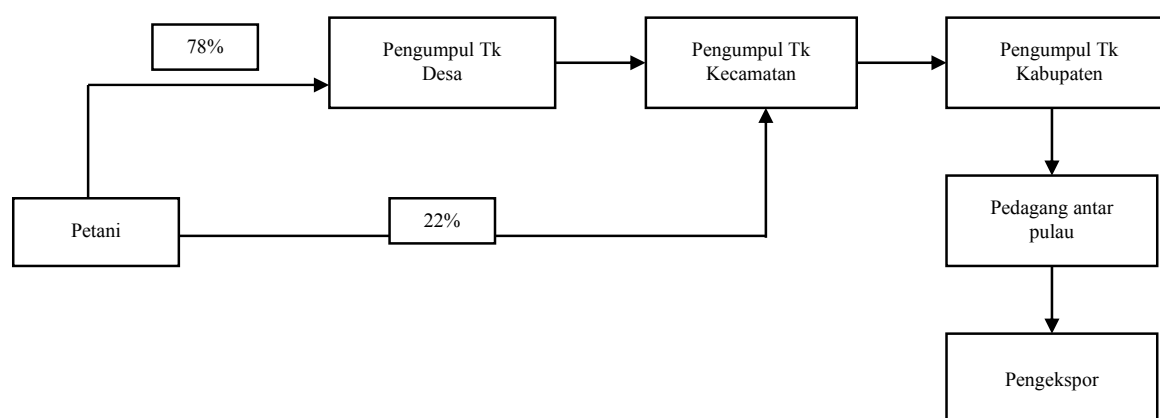 78%
Pengumpul Tk
Desa
Pengumpul Tk
Kecamatan
Pengumpul Tk
Kabupaten
Petani
22%
Pedagang antar
pulau
Pengekspor